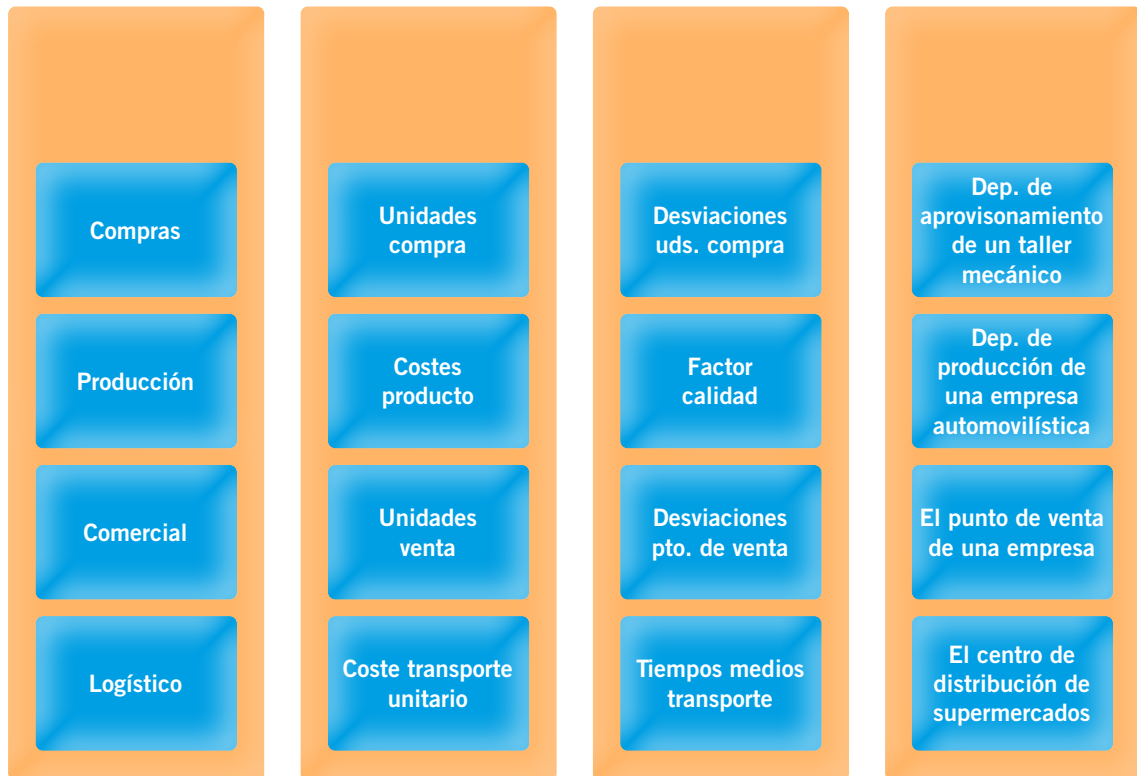 Compras
Unidades
compra
Desviaciones
uds. compra
Dep. de
aprovisonamiento
de un taller
mecánico
Producción
Costes
producto
Factor
calidad
Dep. de
producción de
una empresa
automovilística
Comercial
Unidades
venta
Desviaciones
pto. de venta
El punto de venta
de una empresa
Logístico
Coste transporte
unitario
Tiempos medios
transporte
El centro de
distribución de
supermercados